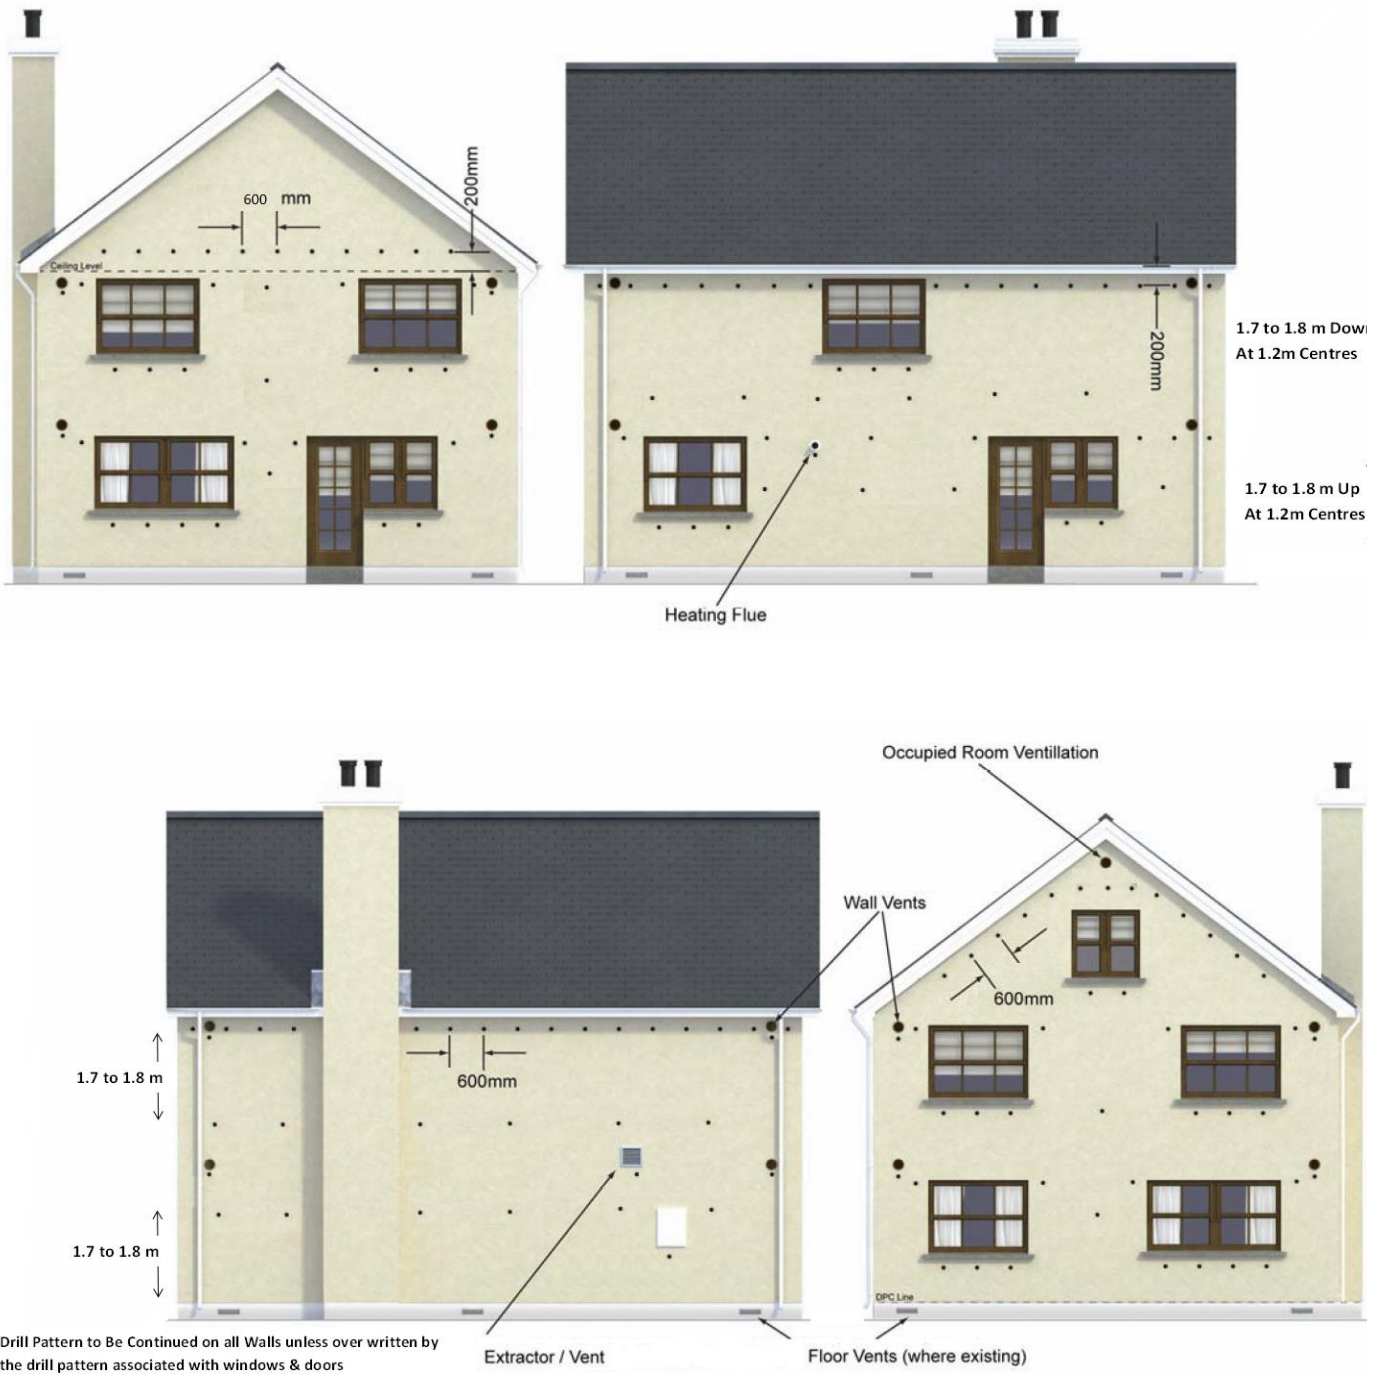 600 mm
200mm
Ceiling Level
200mm
1.7 to 1.8 m Down
At 1.2m Centres
1.7 to 1.8 m Up
At 1.2m Centres
Heating Flue
Occupied Room Ventillation
Wall Vents
600mm
1.7 to 1.8 m
600mm
1.7 to 1.8 m
DPC Line
Drill Pattern to Be Continued on all Walls unless over written by
the drill pattern associated with windows & doors
Extractor / Vent
Floor Vents (where existing)